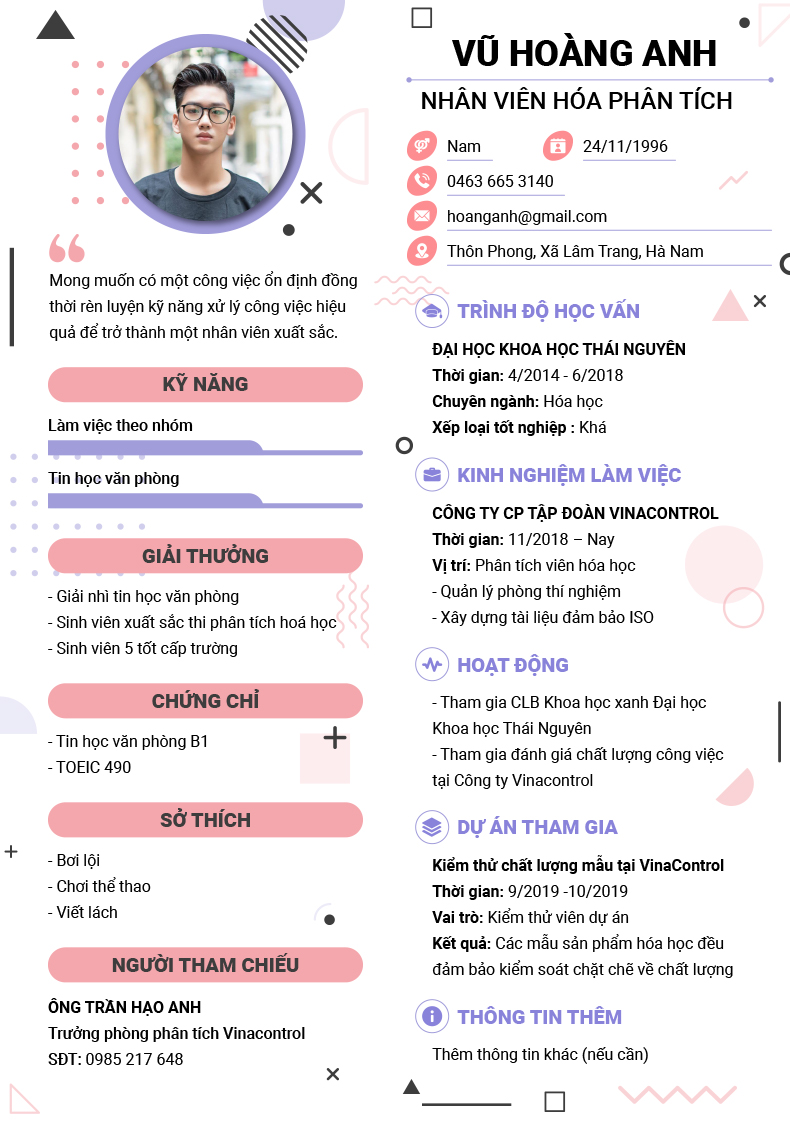 VŨ HOÀNG ANH
NHÂN VIÊN HÓA PHÂN TÍCH
Nam
24/11/1996
0463 665 3140
hoanganh@gmail.com
Thôn Phong, Xã Lâm Trang, Hà Nam
Mong muốn có một công việc ổn định đồng
thời rèn luyện kỹ năng xử lý công việc hiệu
quả để trở thành một nhân viên xuất sắc.
KỸ NĂNG
Làm việc theo nhóm
Tin học văn phòng
GIẢI THƯỞNG
- Giải nhì tin học văn phòng
- Sinh viên xuất sắc thi phân tích hoá học
- Sinh viên 5 tốt cấp trường
CHỨNG CHỈ
- Tin học văn phòng B1
- TOEIC 490
SỞ THÍCH
- Bơi lội
- Chơi thể thao
- Viết lách
NGƯỜI THAM CHIẾU
ÔNG TRẦN HẠO ANH
Trưởng phòng phân tích Vinacontrol
SĐT: 0985 217 648
TRÌNH ĐỘ HỌC VẤN
ĐẠI HỌC KHOA HỌC THÁI NGUYÊN
Thời gian: 4/2014 - 6/2018
Chuyên ngành: Hóa học
Xếp loại tốt nghiệp : Khá
KINH NGHIỆM LÀM VIỆC
CÔNG TY CP TẬP ĐOÀN VINACONTROL
Thời gian: 11/2018 – Nay
Vị trí: Phân tích viên hóa học
- Quản lý phòng thí nghiệm
- Xây dựng tài liệu đảm bảo ISO
HOẠT ĐỘNG
- Tham gia CLB Khoa học xanh Đại học
Khoa học Thái Nguyên
- Tham gia đánh giá chất lượng công việc
tại Công ty Vinacontrol
DỰ ÁN THAM GIA
Kiểm thử chất lượng mẫu tại VinaControl
Thời gian: 9/2019 -10/2019
Vai trò: Kiểm thử viên dự án
Kết quả: Các mẫu sản phẩm hóa học đều
đảm bảo kiểm soát chặt chẽ về chất lượng
THÔNG TIN THÊM
Thêm thông tin khác (nếu cần)